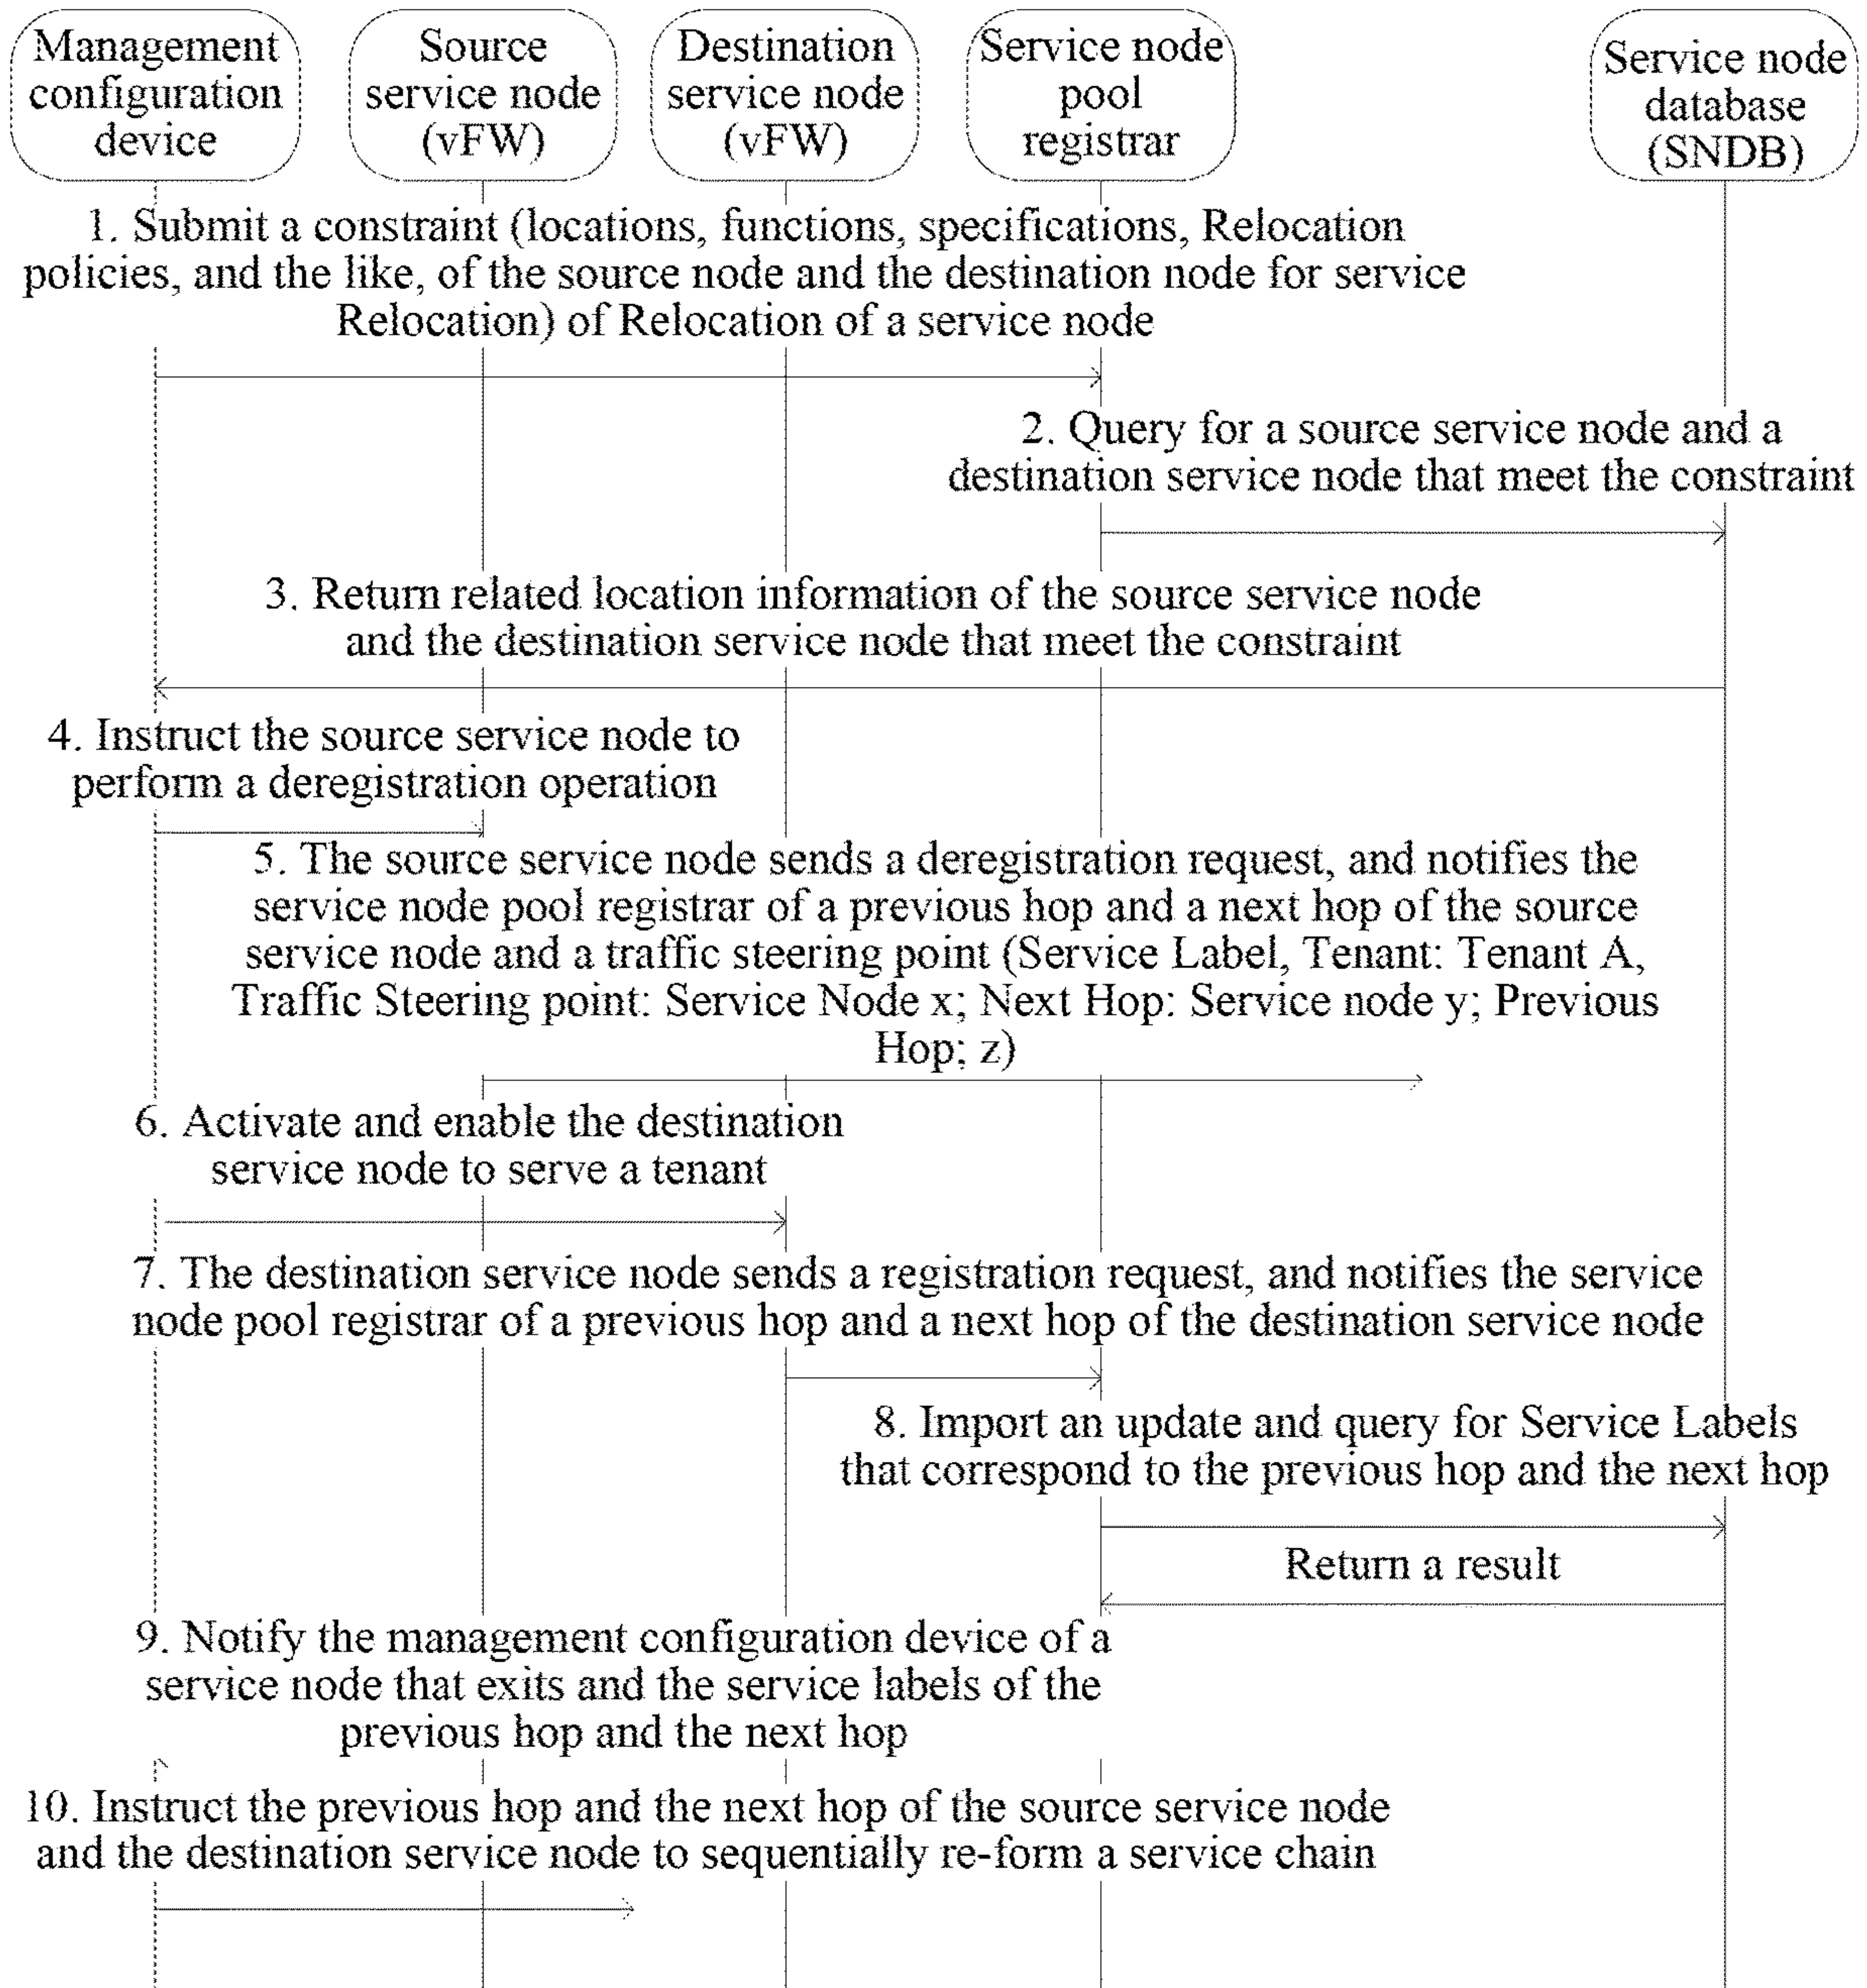 Management
configuration
device
Source
service node
(vFW)
Destination
service node
(vFW)
Service node
pool
registrar
Service node
database
(SNDB)
1. Submit a constraint (locations, functions, specifications, Relocation
policies, and the like, of the source node and the destination node for service
Relocation) of Relocation of a service node
2. Query for a source service node and a
destination service node that meet the constraint
3. Return related location information of the source service node
and the destination service node that meet the constraint
4. Instruct the source service node to
perform a deregistration operation
5. The source service node sends a deregistration request, and notifies the
service node pool registrar of a previous hop and a next hop of the source
service node and a traffic steering point (Service Label, Tenant: Tenant A,
Traffic Steering point: Service Node x; Next Hop: Service node y; Previous
Hop; z)
6. Activate and enable the destination
service node to serve a tenant
7. The destination service node sends a registration request, and notifies the service
node pool registrar of a previous hop and a next hop of the destination service node
8. Import an update and query for Service Labels
that correspond to the previous hop and the next hop
Return a result
9. Notify the management configuration device of a
service node that exits and the service labels of the
previous hop and the next hop
10. Instruct the previous hop and the next hop of the source service node
and the destination service node to sequentially re-form a service chain